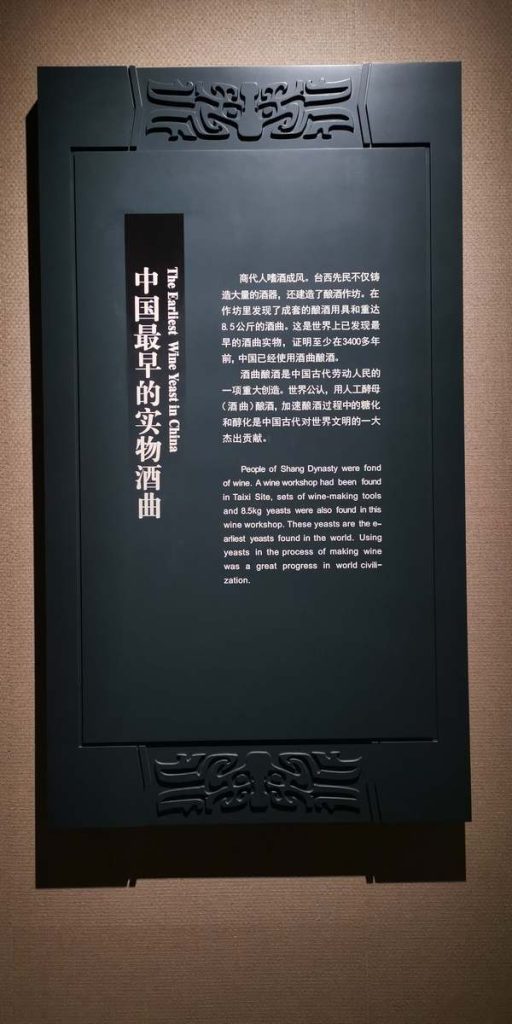 中国最早的实物酒曲
The Earliest Wine Yeast in China
商代人嗜酒成风。台西先民不仅铸
造大量的酒器，还建造了酿酒作坊。在
作坊里发现了成套的酿酒用具和重达
8.5公斤的酒曲。这是世界上已发现最
早的酒曲实物，证明至少在3400多年
前，中国已经使用酒曲酿酒。
酒曲酿酒是中国古代劳动人民的
一项重大创造。世界公认，用人工酵母
（酒曲）酿酒，加速酿酒过程中的糖化
和醇化是中国古代对世界文明的一大
杰出贡献。
People of Shang Dynasty were fond
of wine. A wine workshop had been found
in Taixi Site, sets of wine-making tools
and 8.5kg yeasts were also found in this
wine workshop. These yeasts are the e-
arliest yeasts found in the world. Using
yeasts in the process of making wine
was a great progress in world civili-
zation.